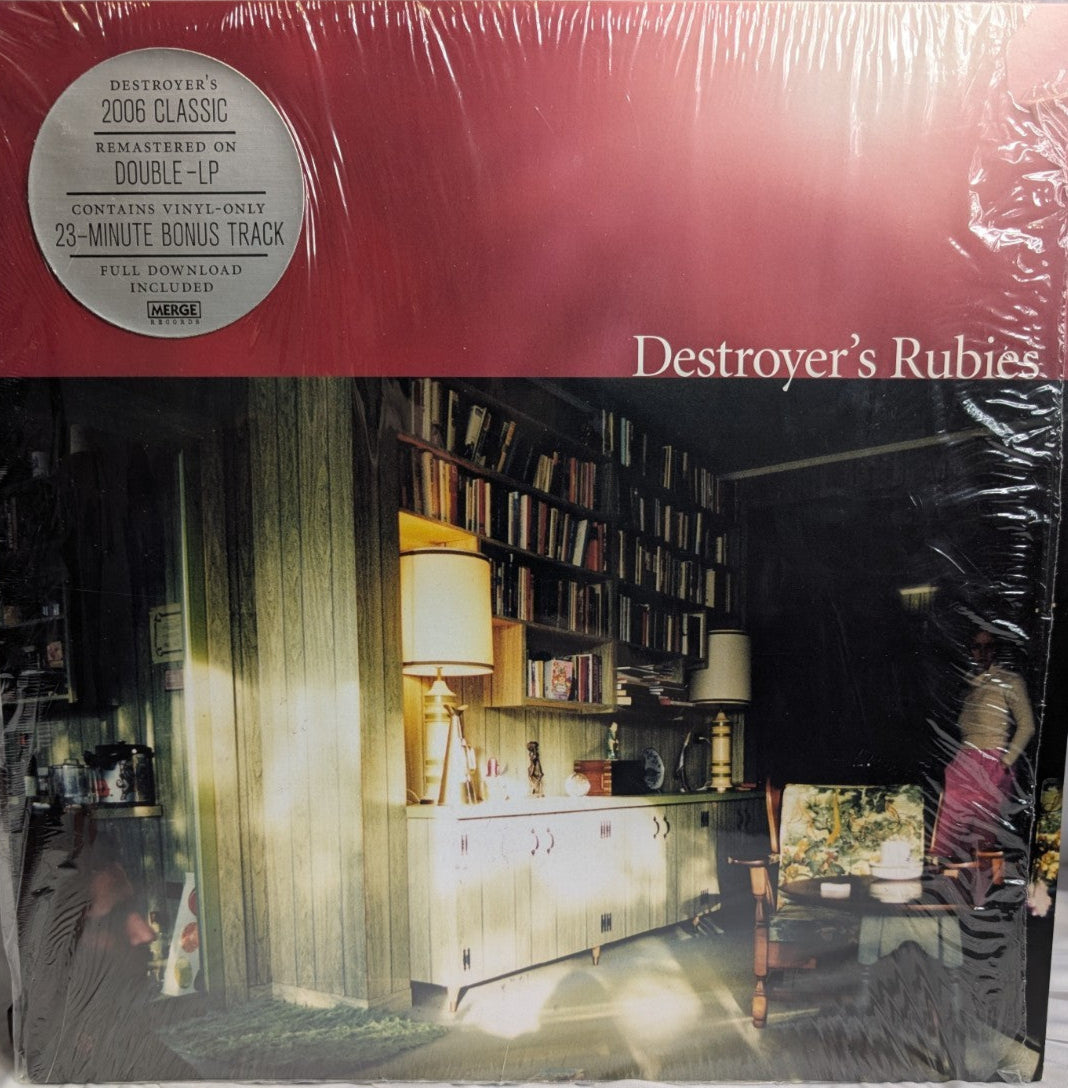 DESTROYER'S
2006 CLASSIC
REMASTERED ON
DOUBLE-LP
CONTAINS VINYL-ONLY
23-MINUTE BONUS TRACK
FULL DOWNLOAD
INCLUDED
MERGE
RECORDS
Destroyer's Rubies